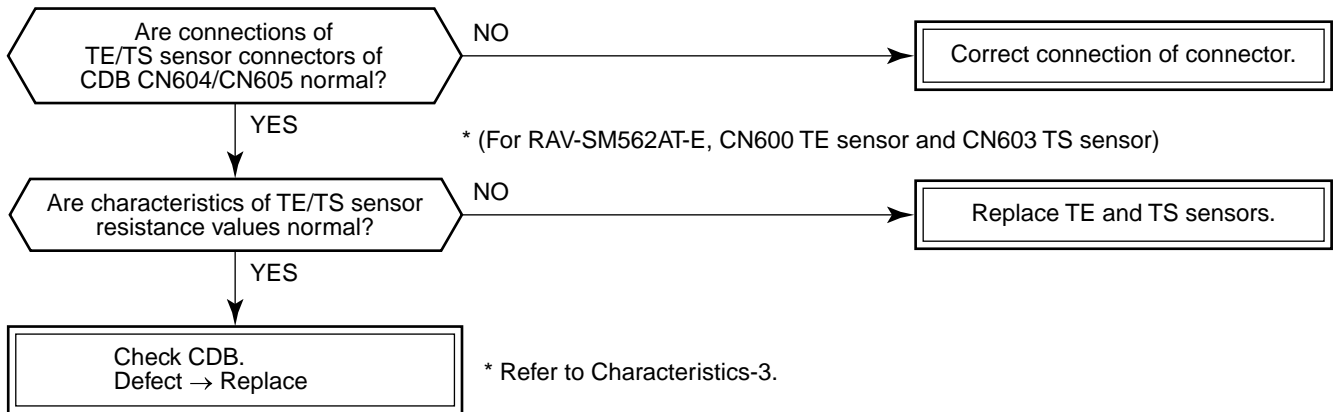 Are connections of
TE/TS sensor connectors of
CDB CN604/CN605 normal?
NO
Correct connection of connector.
YES
* (For RAV-SM562AT-E, CN600 TE sensor and CN603 TS sensor)
Are characteristics of TE/TS sensor
resistance values normal?
NO
Replace TE and TS sensors.
YES
Check CDB.
Defect → Replace
* Refer to Characteristics-3.